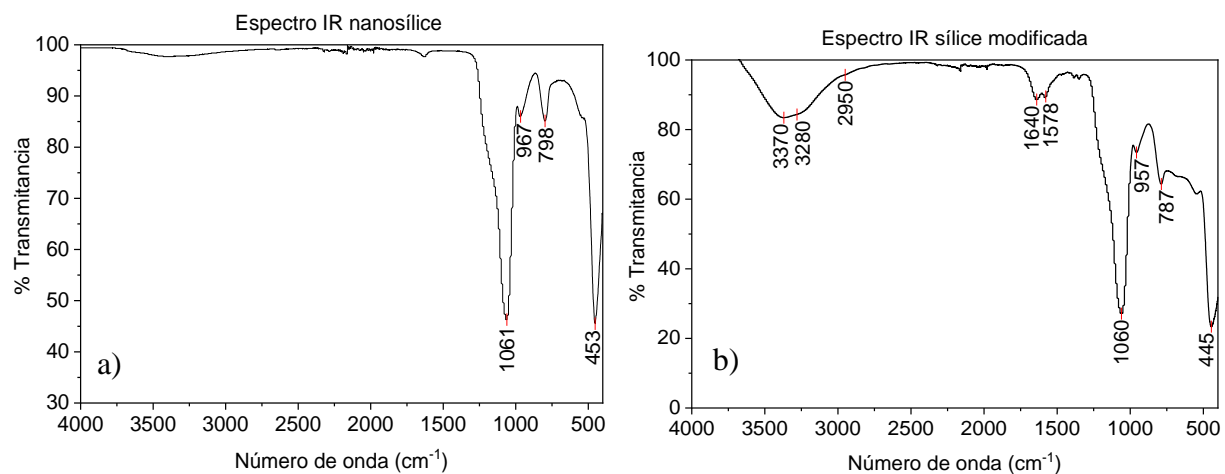 Espectro IR nanosílice
100
90
80
70
60
50
40
30
% Transmitancia
967
798
1061
453
a)
4000 3500 3000 2500 2000 1500 1000 500
Número de onda (cm⁻¹)
Espectro IR sílice modificada
100
80
60
40
20
0
% Transmitancia
3370
3280
2950
1640
1578
957
787
1060
445
b)
4000 3500 3000 2500 2000 1500 1000 500
Número de onda (cm⁻¹)